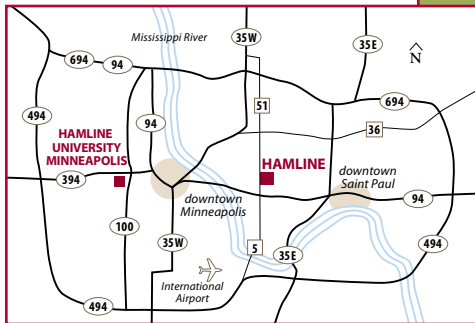 Mississippi River
35W
35E
N
694
94
494
51
694
94
36
HAMLINE
UNIVERSITY
MINNEAPOLIS
HAMLINE
downtown
Saint Paul
394
downtown
Minneapolis
94
100
35W
5
35E
494
International
Airport
494